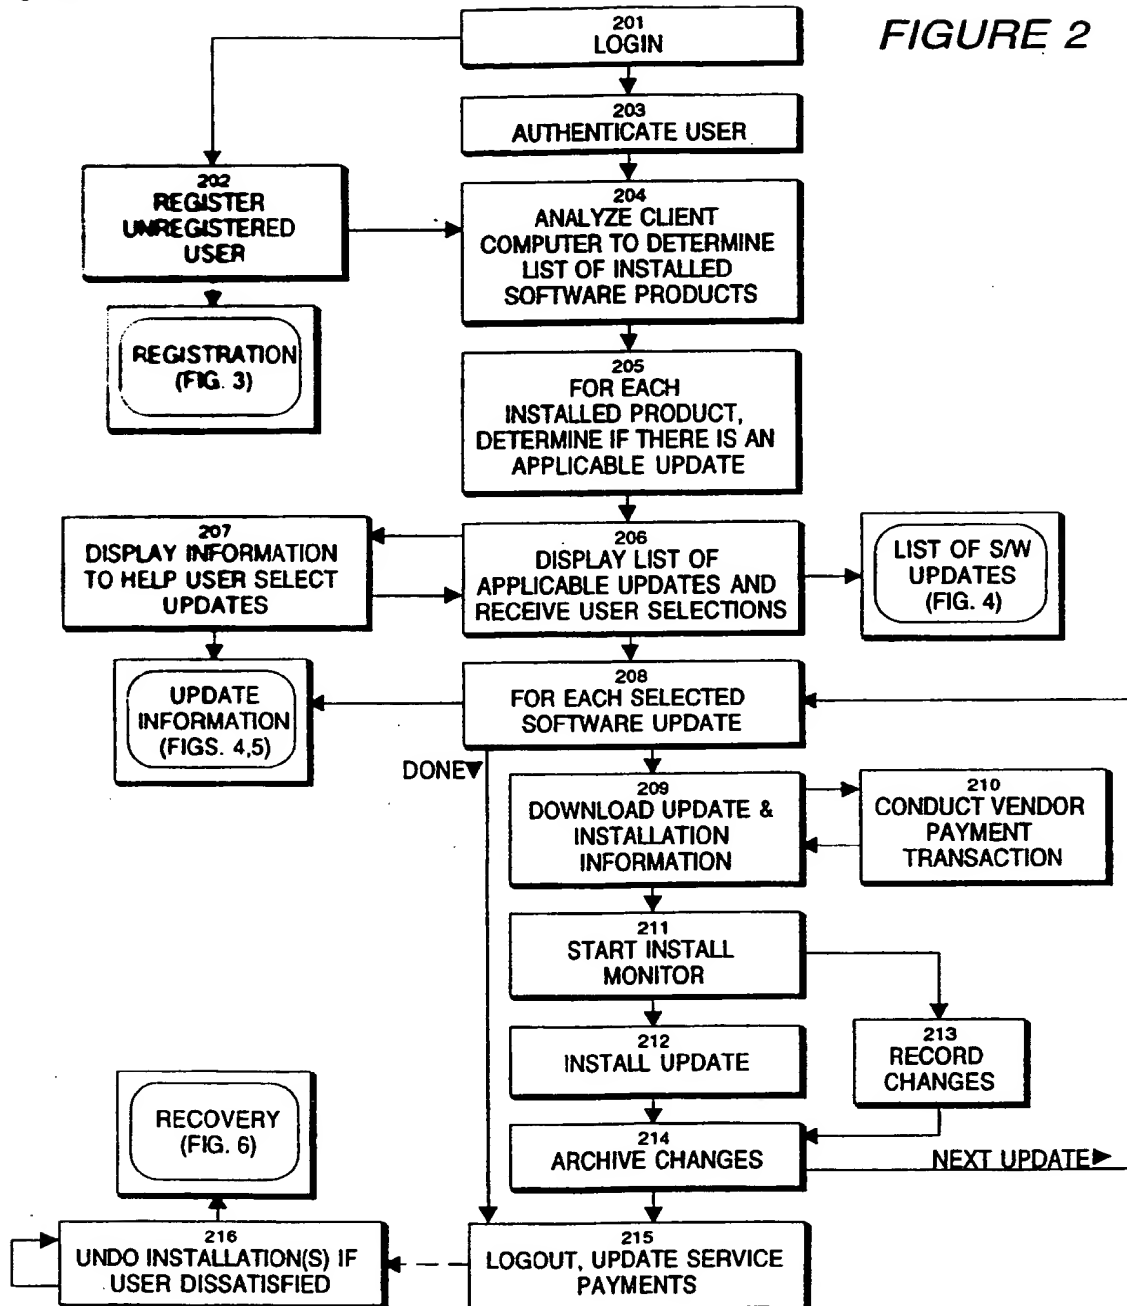 FIGURE 2
201
LOGIN
203
AUTHENTICATE USER
202
REGISTER
UNREGISTERED
USER
204
ANALYZE CLIENT
COMPUTER TO DETERMINE
LIST OF INSTALLED
SOFTWARE PRODUCTS
REGISTRATION
(FIG. 3)
205
FOR EACH
INSTALLED PRODUCT,
DETERMINE IF THERE IS AN
APPLICABLE UPDATE
207
DISPLAY INFORMATION
TO HELP USER SELECT
UPDATES
206
DISPLAY LIST OF
APPLICABLE UPDATES AND
RECEIVE USER SELECTIONS
LIST OF S/W
UPDATES
(FIG. 4)
UPDATE
INFORMATION
(FIGS. 4,5)
208
FOR EACH SELECTED
SOFTWARE UPDATE
DONE
209
DOWNLOAD UPDATE &
INSTALLATION
INFORMATION
210
CONDUCT VENDOR
PAYMENT
TRANSACTION
211
START INSTALL
MONITOR
212
INSTALL UPDATE
213
RECORD
CHANGES
RECOVERY
(FIG. 6)
214
ARCHIVE CHANGES
NEXT UPDATE
216
UNDO INSTALLATION(S) IF
USER DISSATISFIED
215
LOGOUT, UPDATE SERVICE
PAYMENTS